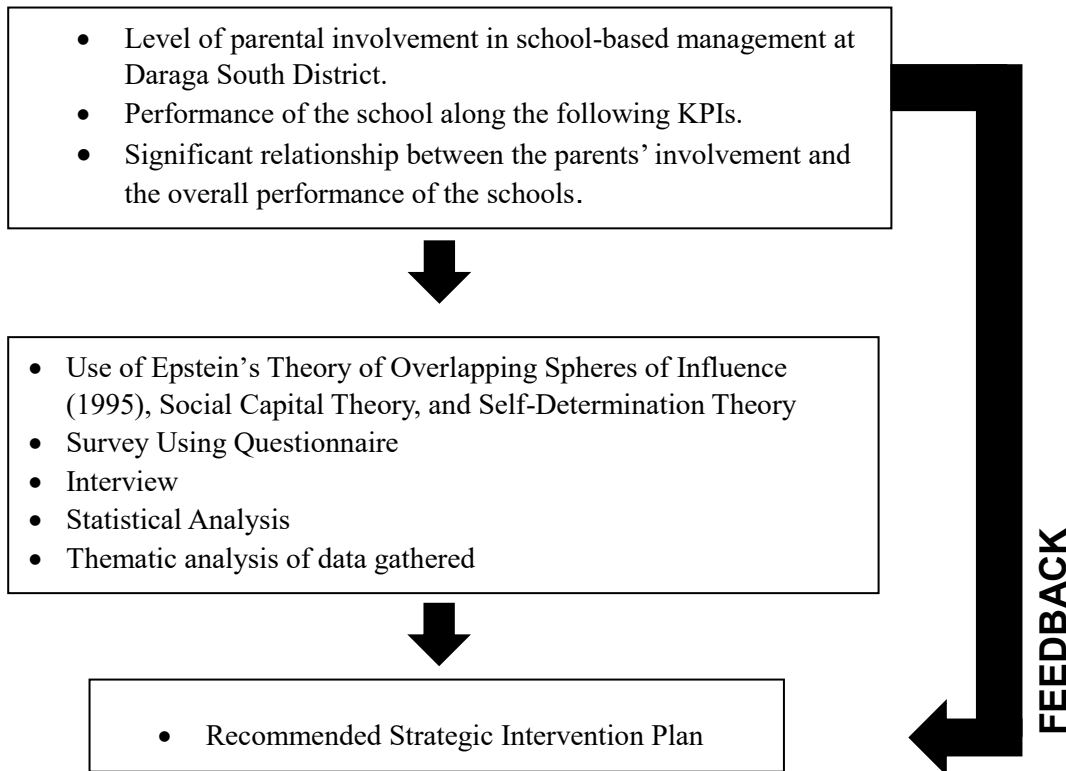 • Level of parental involvement in school-based management at
Daraga South District.
• Performance of the school along the following KPIs.
• Significant relationship between the parents’ involvement and
the overall performance of the schools.
• Use of Epstein’s Theory of Overlapping Spheres of Influence
(1995), Social Capital Theory, and Self-Determination Theory
• Survey Using Questionnaire
• Interview
• Statistical Analysis
• Thematic analysis of data gathered
• Recommended Strategic Intervention Plan
FEEDBACK